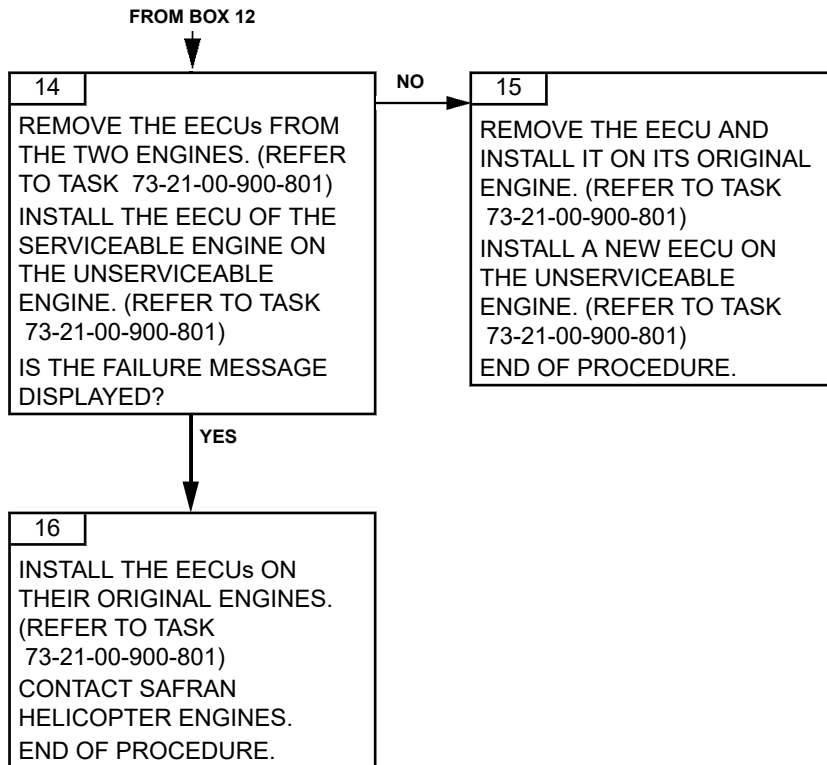 FROM BOX 12
14
REMOVE THE EECUs FROM
THE TWO ENGINES. (REFER
TO TASK 73-21-00-900-801)
INSTALL THE EECU OF THE
SERVICEABLE ENGINE ON
THE UNSERVICEABLE
ENGINE. (REFER TO TASK
73-21-00-900-801)
IS THE FAILURE MESSAGE
DISPLAYED?
NO
15
REMOVE THE EECU AND
INSTALL IT ON ITS ORIGINAL
ENGINE. (REFER TO TASK
73-21-00-900-801)
INSTALL A NEW EECU ON
THE UNSERVICEABLE
ENGINE. (REFER TO TASK
73-21-00-900-801)
END OF PROCEDURE.
YES
16
INSTALL THE EECUs ON
THEIR ORIGINAL ENGINES.
(REFER TO TASK
73-21-00-900-801)
CONTACT SAFRAN
HELICOPTER ENGINES.
END OF PROCEDURE.